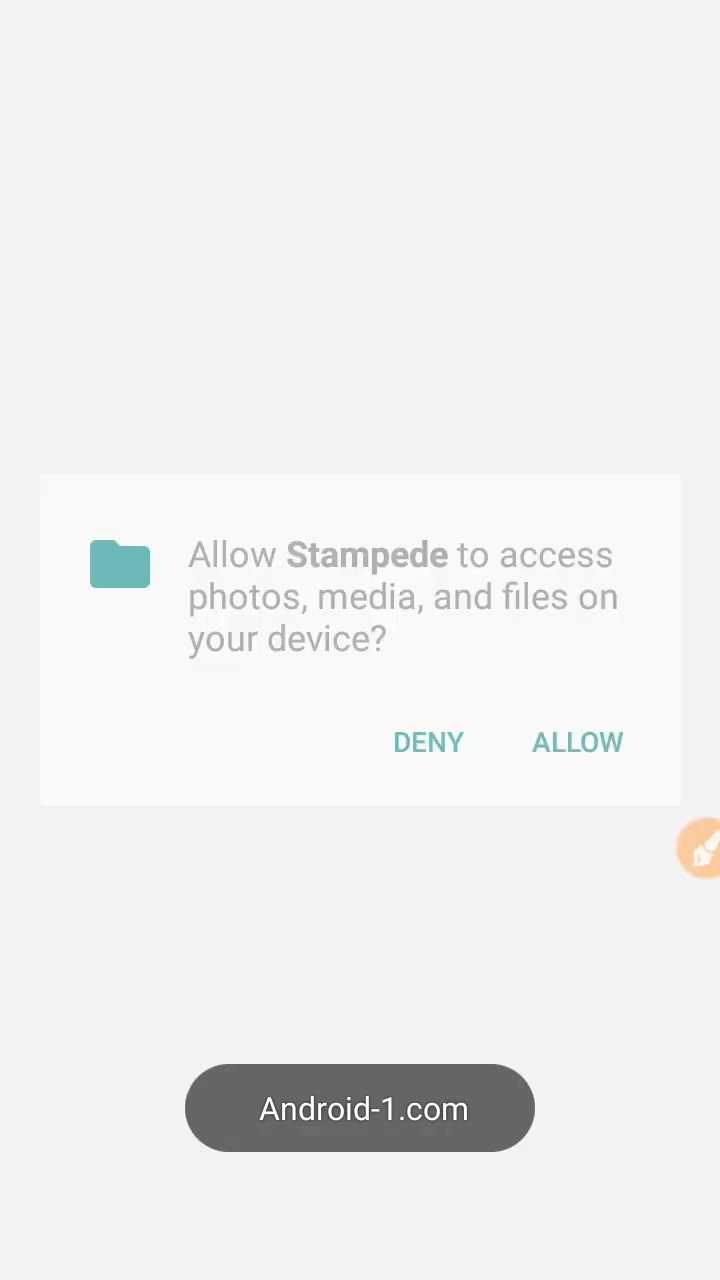 Allow Stampede to access
photos, media, and files on
your device?
DENY ALLOW
Android-1.com